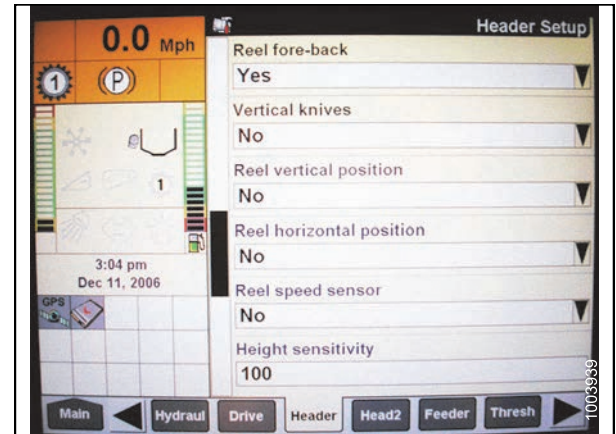 0.0 Mph
Header Setup
1
(P)
Reel fore-back
Yes
Vertical knives
No
Reel vertical position
No
1
Reel horizontal position
No
3:04 pm
Dec 11, 2006
Reel speed sensor
No
GPS
Height sensitivity
100
Main
Hydraul
Drive
Header
Head2
Feeder
Thresh
1003939